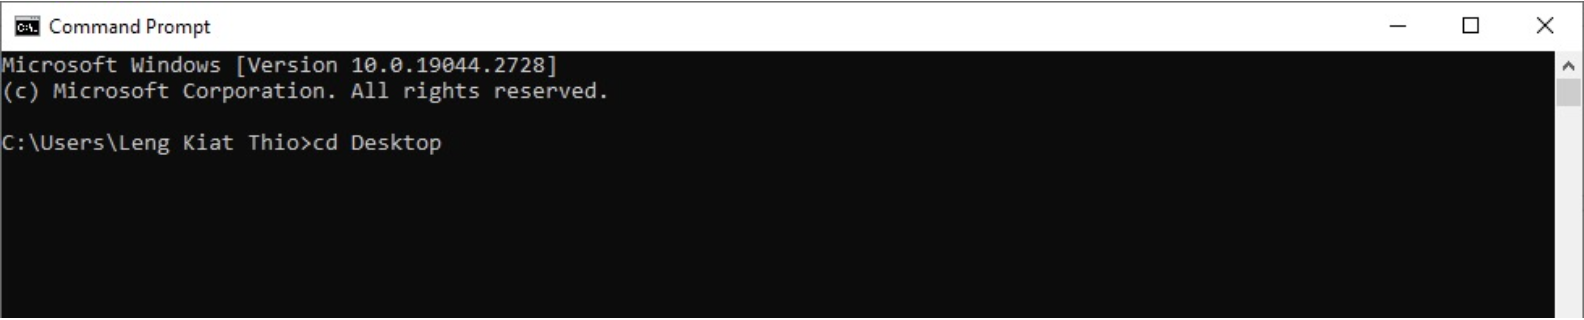 Command Prompt
Microsoft Windows [Version 10.0.19044.2728]
(c) Microsoft Corporation. All rights reserved.
C:\Users\Leng Kiat Thio>cd Desktop